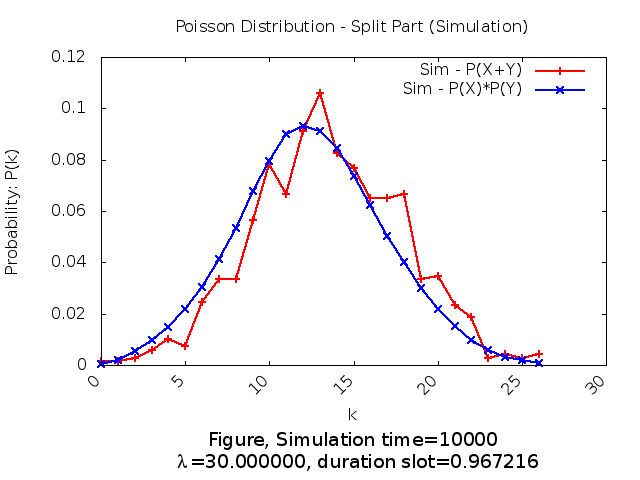 Poisson Distribution - Split Part (Simulation)
Sim - P(X+Y)
Sim - P(X)*P(Y)
Probability: P(k)
0.12
0.1
0.08
0.06
0.04
0.02
0
0
5
10
15
20
25
30
k
Figure, Simulation time=10000
λ=30.000000, duration slot=0.967216